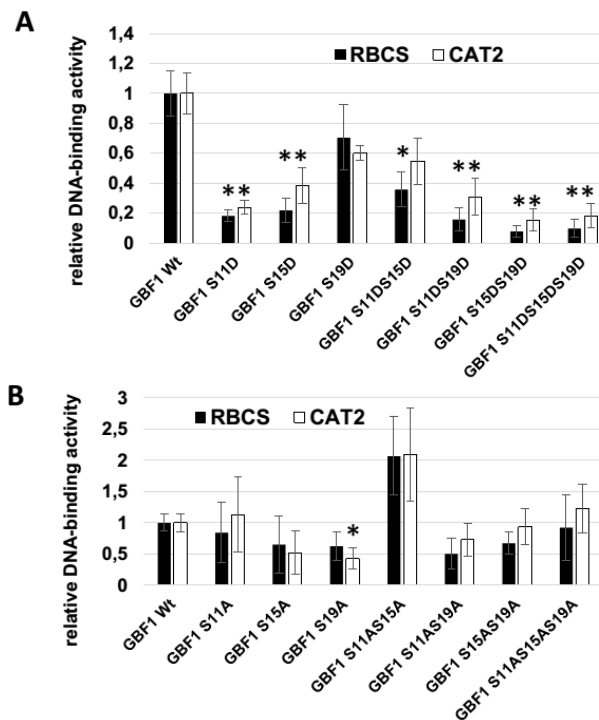 A
relative DNA-binding activity
1,4
1,2
1
0,8
0,6
0,4
0,2
0
RBCS CAT2
** ** * ** ** **
GBF1 Wt
GBF1 S11D
GBF1 S15D
GBF1 S19D
GBF1 S11DS15D
GBF1 S11DS19D
GBF1 S15DS19D
GBF1 S11DS15DS19D
B
relative DNA-binding activity
3
2,5
2
1,5
1
0,5
0
RBCS CAT2
*
GBF1 Wt
GBF1 S11A
GBF1 S15A
GBF1 S19A
GBF1 S11AS15A
GBF1 S11AS19A
GBF1 S15AS19A
GBF1 S11AS15AS19A